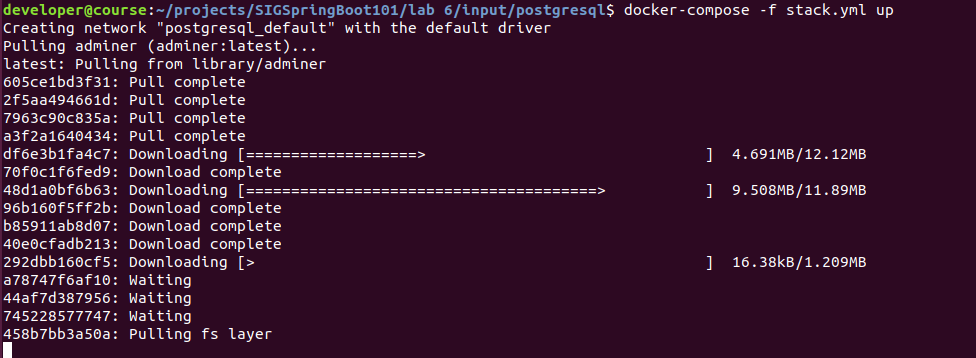 developer@course:~/projects/SIGSpringBoot101/lab 6/input/postgresql$ docker-compose -f stack.yml up
Creating network "postgresql_default" with the default driver
Pulling adminer (adminer:latest)...
latest: Pulling from library/adminer
605ce1bd3f31: Pull complete
2f5aa494661d: Pull complete
7963c90c835a: Pull complete
a3f2a1640434: Pull complete
df6e3b1fa4c7: Downloading [===================>                               ]  4.691MB/12.12MB
70f0c1f6fed9: Download complete
48d1a0bf6b63: Downloading [=======================================>           ]  9.508MB/11.89MB
96b160f5ff2b: Download complete
b85911ab8d07: Download complete
40e0cfadb213: Download complete
292dbb160cf5: Downloading [>                                                  ]  16.38kB/1.209MB
a78747f6af10: Waiting
44af7d387956: Waiting
745228577747: Waiting
458b7bb3a50a: Pulling fs layer